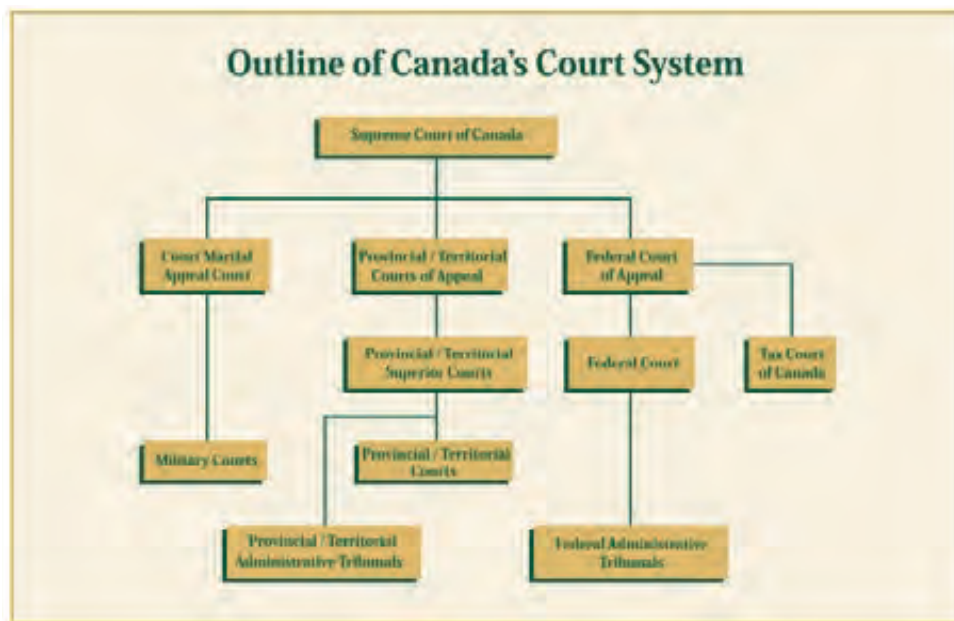 Outline of Canada's Court System
Supreme Court of Canada
Court Martial
Appeal Court
Provincial / Territorial
Courts of Appeal
Federal Court
of Appeal
Provincial / Territorial
Superior Courts
Federal Court
Tax Court
of Canada
Military Courts
Provincial / Territorial
Courts
Provincial / Territorial
Administrative Tribunals
Federal Administrative
Tribunals